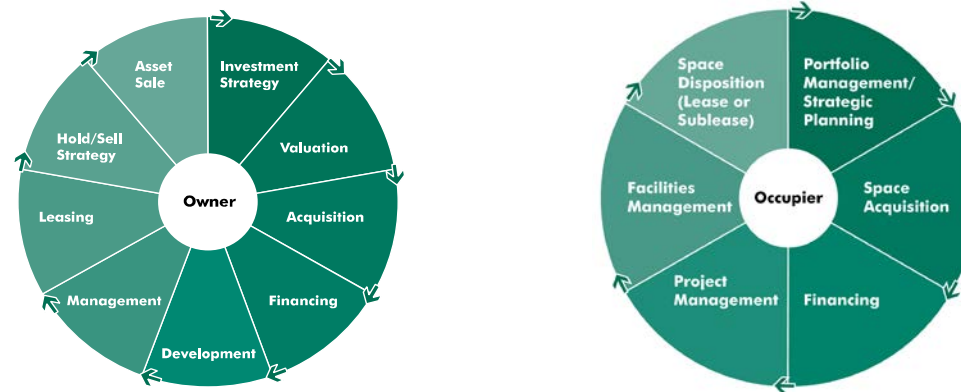 Owner
Investment
Strategy
Valuation
Acquisition
Financing
Development
Management
Leasing
Hold/Sell
Strategy
Asset
Sale
Occupier
Portfolio
Management/
Strategic
Planning
Space
Acquisition
Financing
Project
Management
Facilities
Management
Space
Disposition
(Lease or
Sublease)